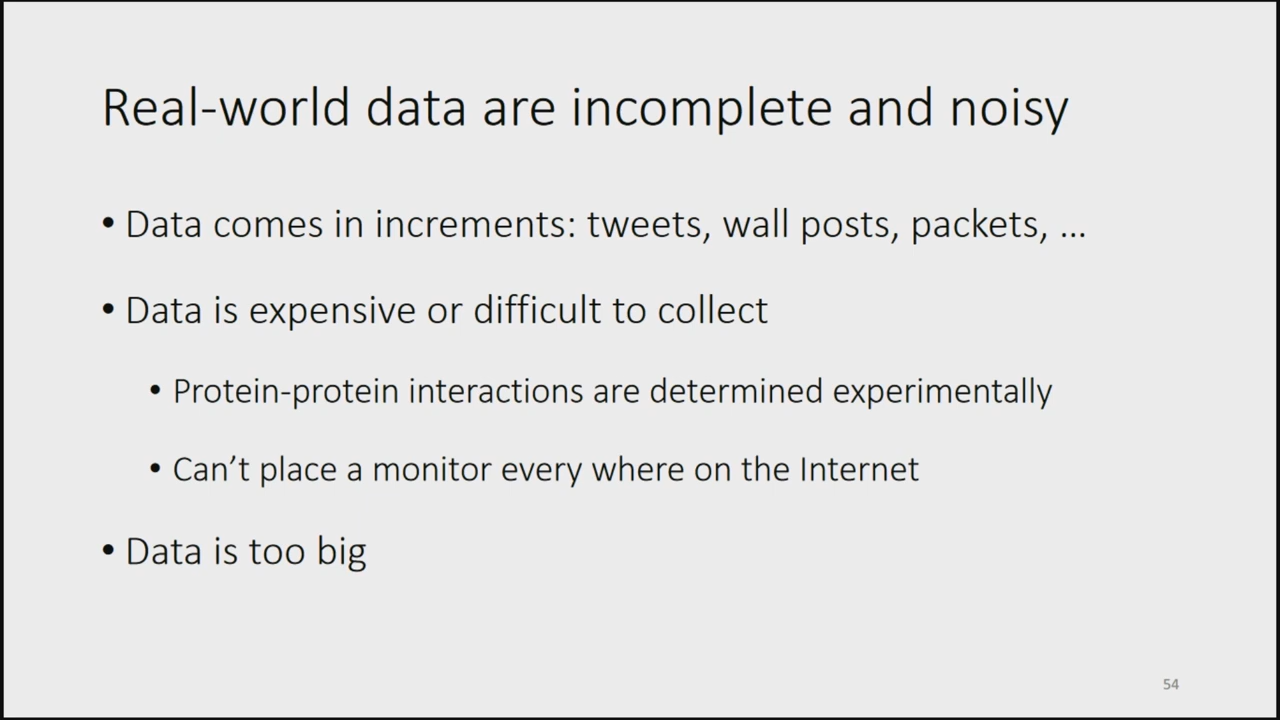 Real-world data are incomplete and noisy
• Data comes in increments: tweets, wall posts, packets, …
• Data is expensive or difficult to collect
• Protein-protein interactions are determined experimentally
• Can’t place a monitor every where on the Internet
• Data is too big
54